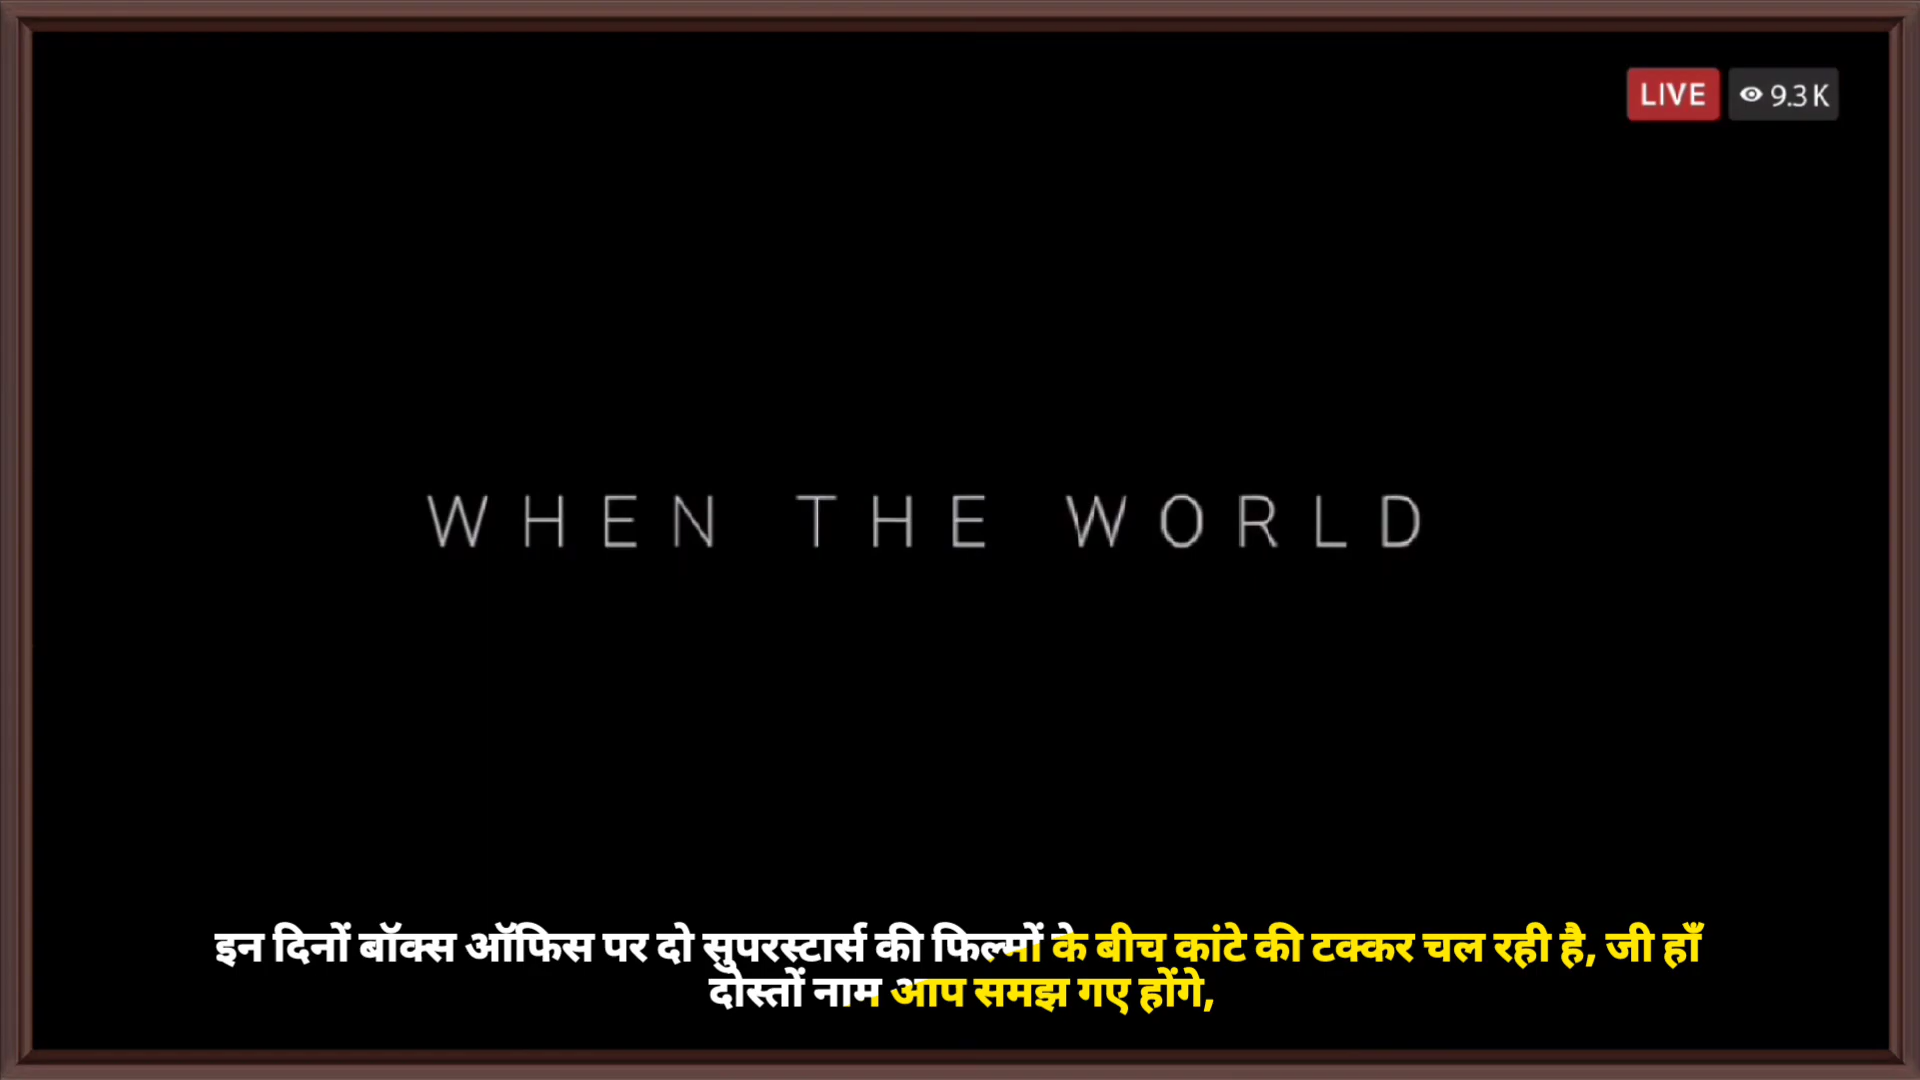 LIVE 9.3K
WHEN THE WORLD
इन दिनों बॉक्स ऑफिस पर दो सुपरस्टार्स की फिल्मों के बीच कांटे की टक्कर चल रही है, जी हाँ
दोस्तों नाम आप समझ गए होंगे,